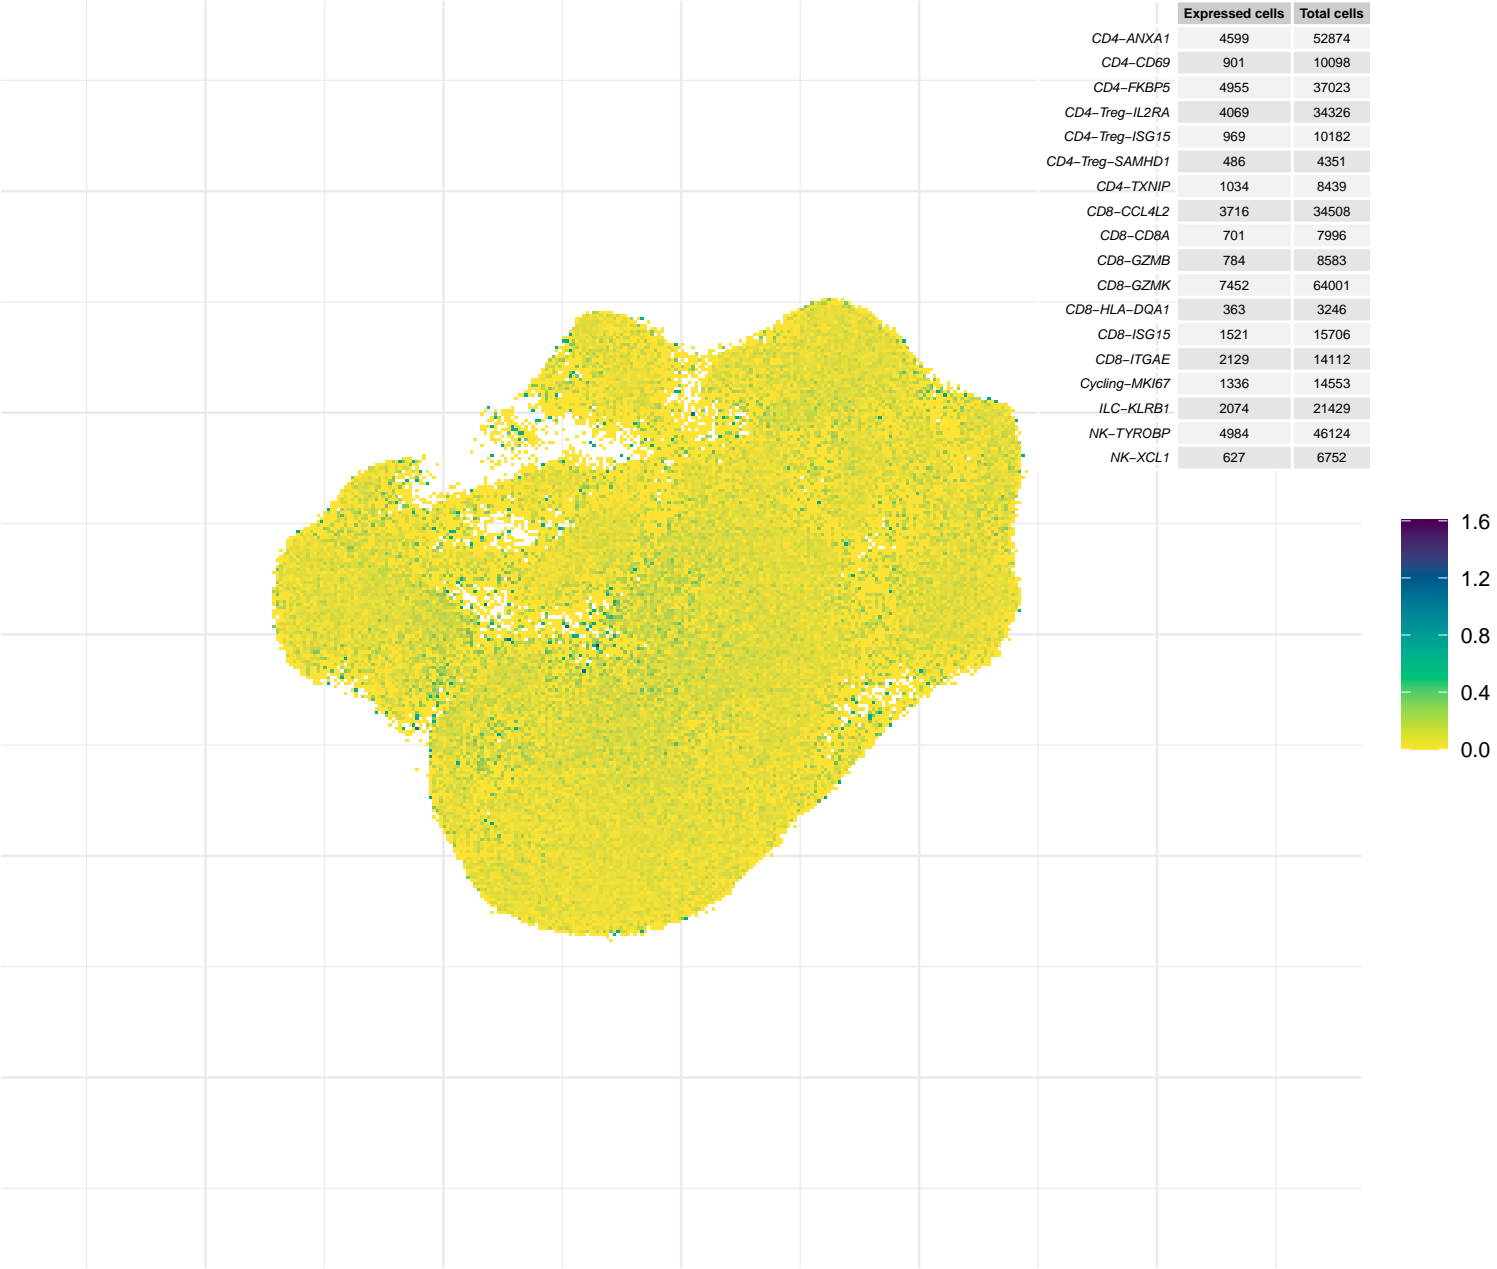 Expressed cells Total cells
CD4−ANXA1 4599 52874
CD4−CD69 901 10098
CD4−FKBP5 4955 37023
CD4−Treg−IL2RA 4069 34326
CD4−Treg−ISG15 969 10182
CD4−Treg−SAMHD1 486 4351
CD4−TXNIP 1034 8439
CD8−CCL4L2 3716 34508
CD8−CD8A 701 7996
CD8−GZMB 784 8583
CD8−GZMK 7452 64001
CD8−HLA−DQA1 363 3246
CD8−ISG15 1521 15706
CD8−ITGAE 2129 14112
Cycling−MKI67 1336 14553
ILC−KLRB1 2074 21429
NK−TYROBP 4984 46124
NK−XCL1 627 6752
1.6
1.2
0.8
0.4
0.0